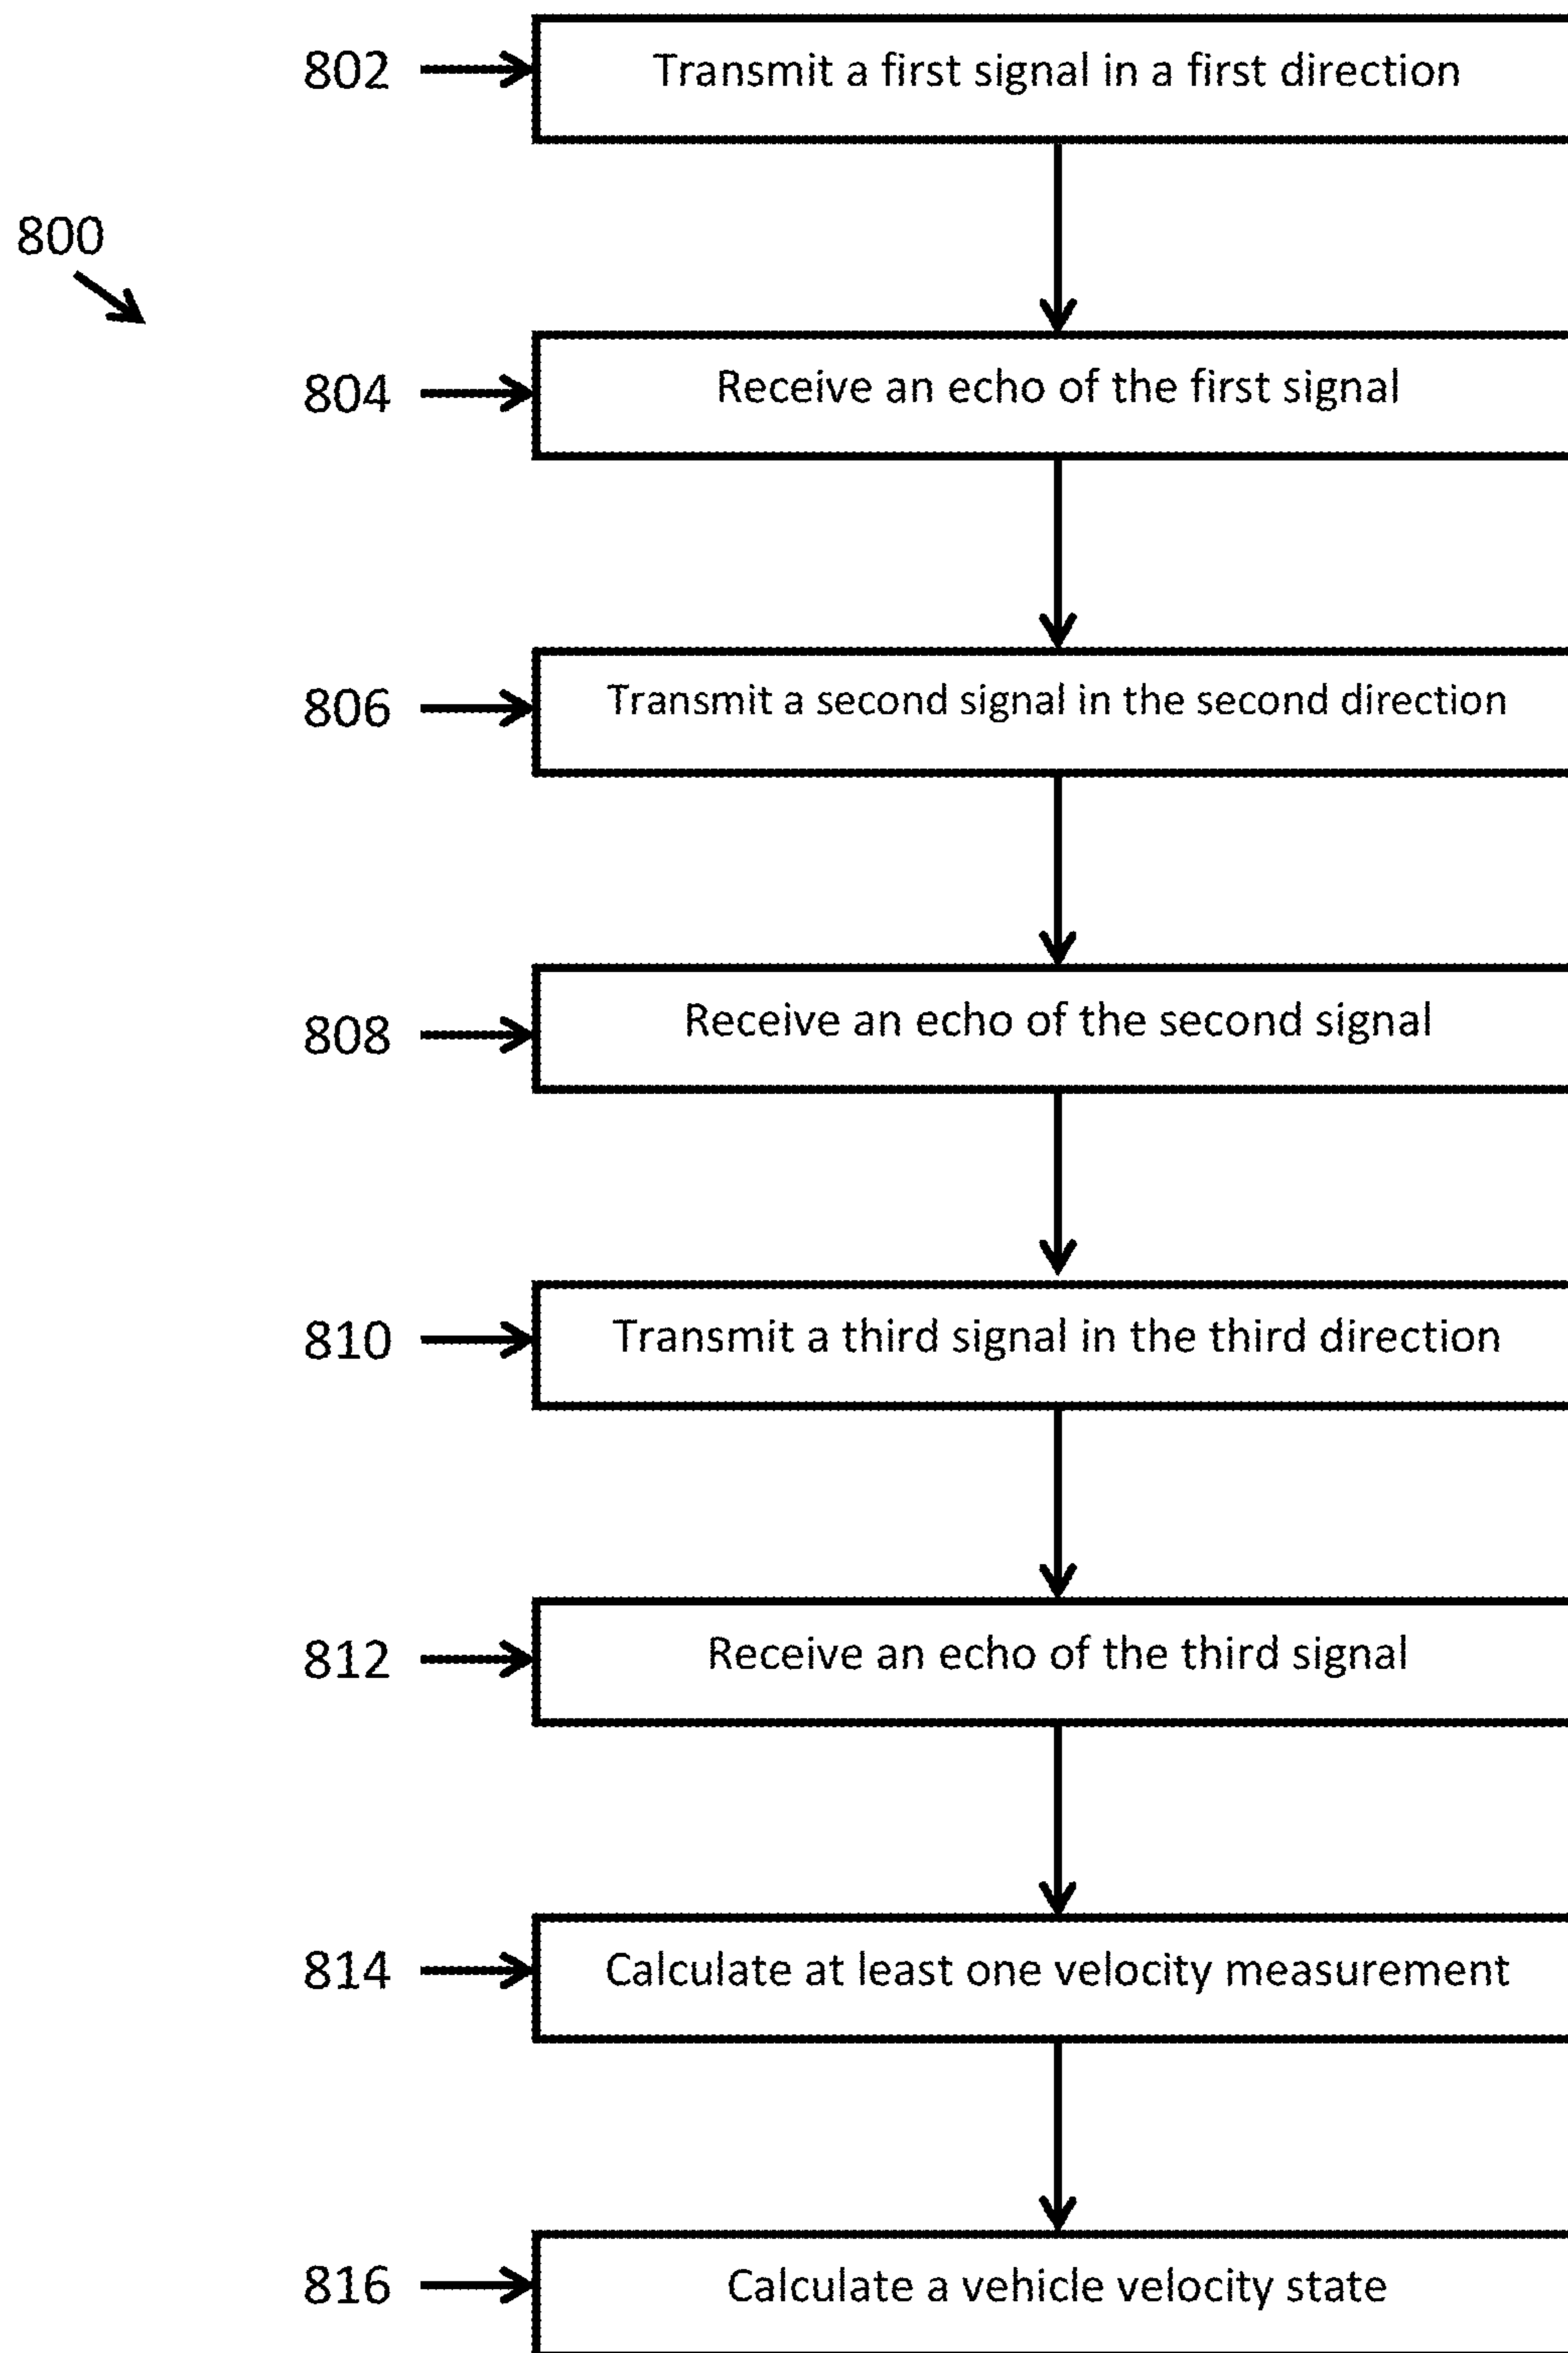 802 Transmit a first signal in a first direction
800
804 Receive an echo of the first signal
806 Transmit a second signal in the second direction
808 Receive an echo of the second signal
810 Transmit a third signal in the third direction
812 Receive an echo of the third signal
814 Calculate at least one velocity measurement
816 Calculate a vehicle velocity state